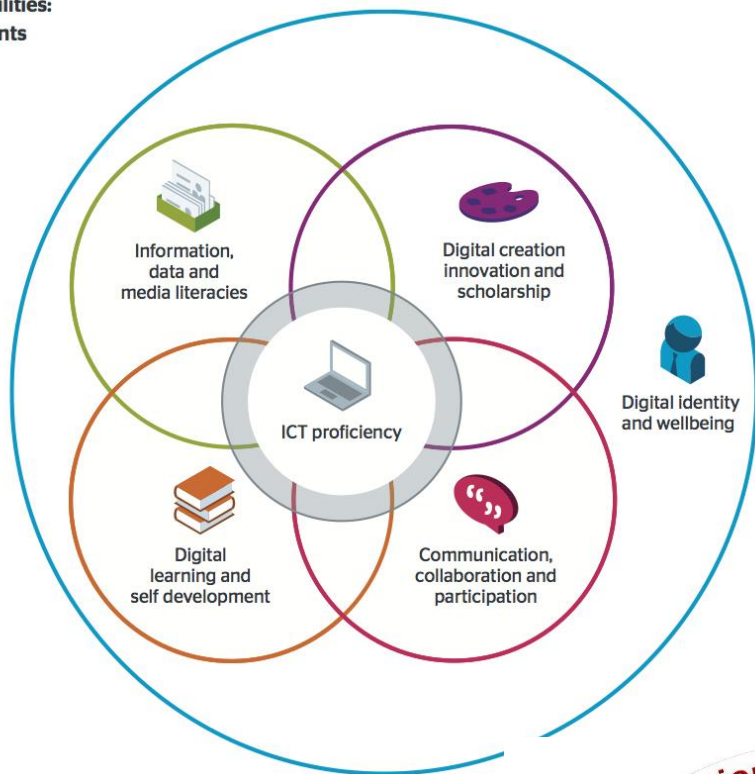 Information,
data and
media literacies
Digital creation
innovation and
scholarship
ICT proficiency
Digital identity
and wellbeing
Digital
learning and
self development
Communication,
collaboration and
participation